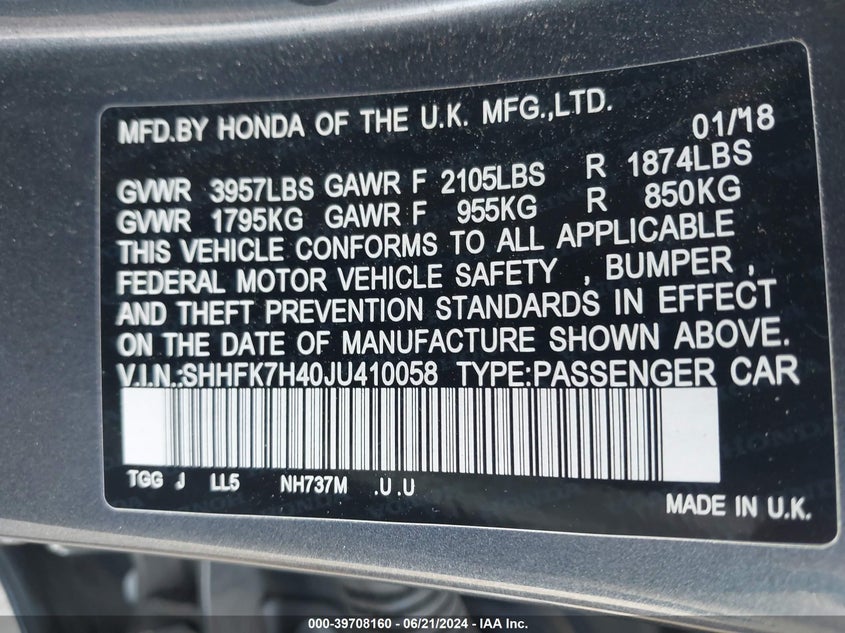 MFD.BY HONDA OF THE U.K. MFG.,LTD. 01/18
GVWR 3957LBS GAWR F 2105LBS R 1874LBS
GVWR 1795KG GAWR F 955KG R 850KG
THIS VEHICLE CONFORMS TO ALL APPLICABLE
FEDERAL MOTOR VEHICLE SAFETY , BUMPER ,
AND THEFT PREVENTION STANDARDS IN EFFECT
ON THE DATE OF MANUFACTURE SHOWN ABOVE.
V.I.N.:SHHFK7H40JU410058 TYPE:PASSENGER CAR
TGG J LL5 NH737M .U .U
MADE IN U.K.
000-39708160 - 06/21/2024 - IAA Inc.